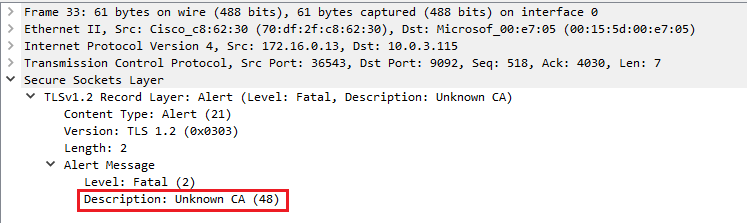 Frame 33: 61 bytes on wire (488 bits), 61 bytes captured (488 bits) on interface 0
Ethernet II, Src: Cisco_c8:62:30 (70:df:2f:c8:62:30), Dst: Microsof_00:e7:05 (00:15:5d:00:e7:05)
Internet Protocol Version 4, Src: 172.16.0.13, Dst: 10.0.3.115
Transmission Control Protocol, Src Port: 36543, Dst Port: 9092, Seq: 518, Ack: 4030, Len: 7
Secure Sockets Layer
TLSv1.2 Record Layer: Alert (Level: Fatal, Description: Unknown CA)
Content Type: Alert (21)
Version: TLS 1.2 (0x0303)
Length: 2
Alert Message
Level: Fatal (2)
Description: Unknown CA (48)